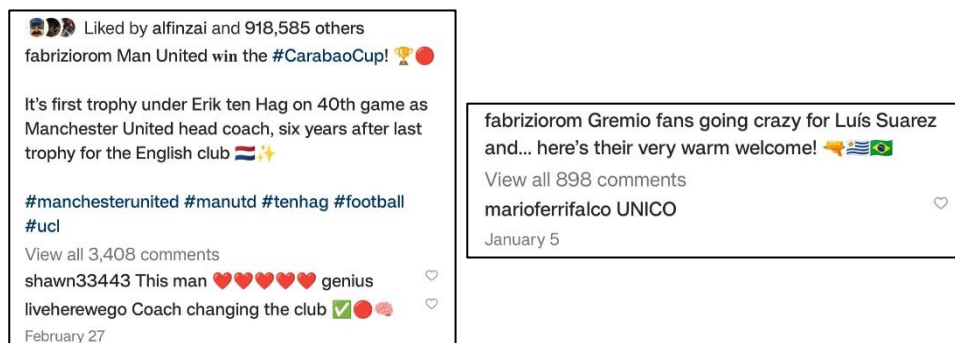 Liked by alfinzai and 918,585 others
fabriziorom Man United win the #CarabaoCup! 🏆🔴
It's first trophy under Erik ten Hag on 40th game as
Manchester United head coach, six years after last
trophy for the English club 🇳🇱✨
#manchesterunited #manutd #tenhag #football
#ucl
View all 3,408 comments
shawn33443 This man ❤️❤️❤️❤️❤️ genius
liveherewego Coach changing the club ✅🔴🧠
February 27
fabriziorom Gremio fans going crazy for Luís Suarez
and... here's their very warm welcome! 🔫🇺🇾🇧🇷
View all 898 comments
marioferrifalco UNICO
January 5